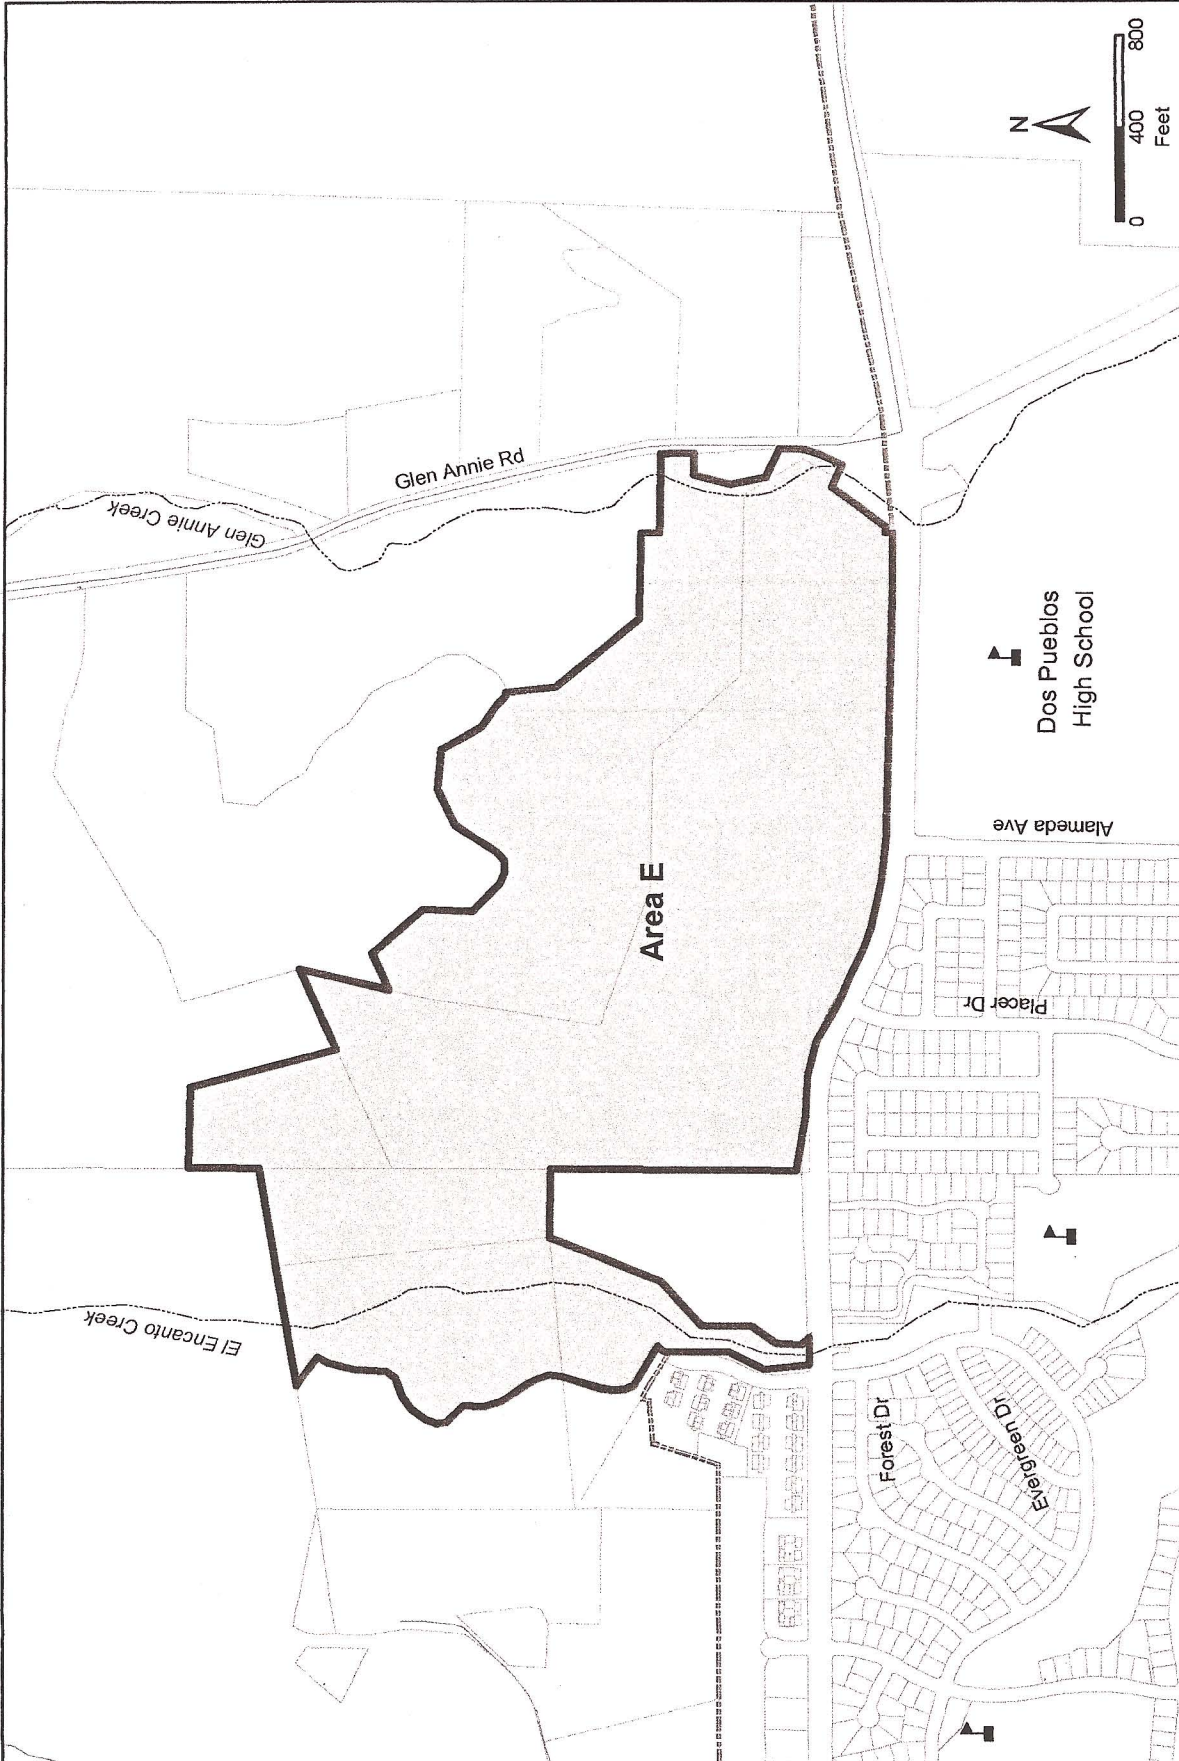 El Encanto Creek
Glen Annie Creek
Glen Annie Rd
Area E
Forest Dr
Evergreen Dr
Placer Dr
Alameda Ave
Dos Pueblos
High School
N
0 400 800
Feet